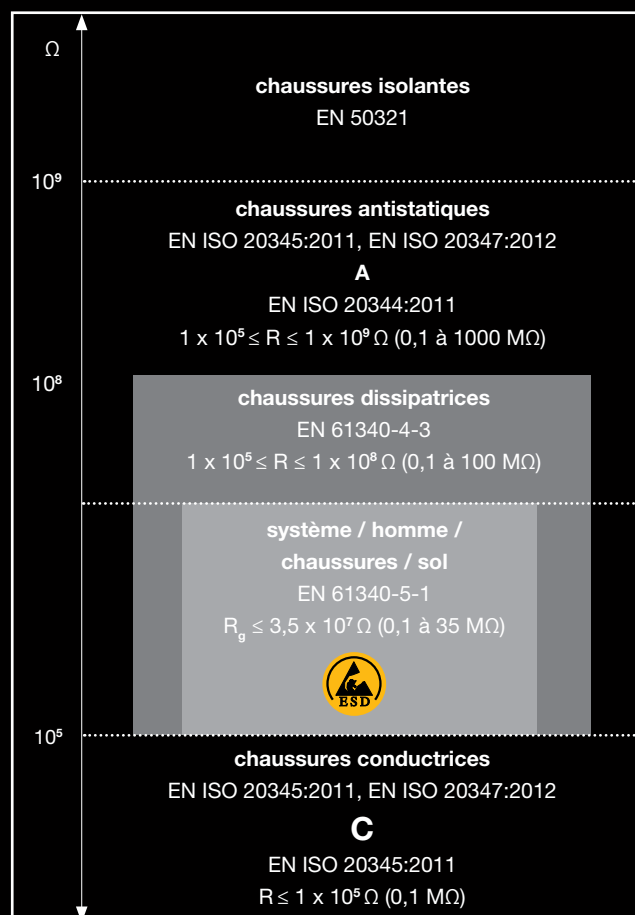 Ω
chaussures isolantes
EN 50321
10⁹
chaussures antistatiques
EN ISO 20345:2011, EN ISO 20347:2012
A
EN ISO 20344:2011
1 x 10⁵ ≤ R ≤ 1 x 10⁹ Ω (0,1 à 1000 MΩ)
10⁸
chaussures dissipatrices
EN 61340-4-3
1 x 10⁵ ≤ R ≤ 1 x 10⁸ Ω (0,1 à 100 MΩ)
système / homme /
chaussures / sol
EN 61340-5-1
R_g ≤ 3,5 x 10⁷ Ω (0,1 à 35 MΩ)
ESD
10⁵
chaussures conductrices
EN ISO 20345:2011, EN ISO 20347:2012
C
EN ISO 20345:2011
R ≤ 1 x 10⁵ Ω (0,1 MΩ)